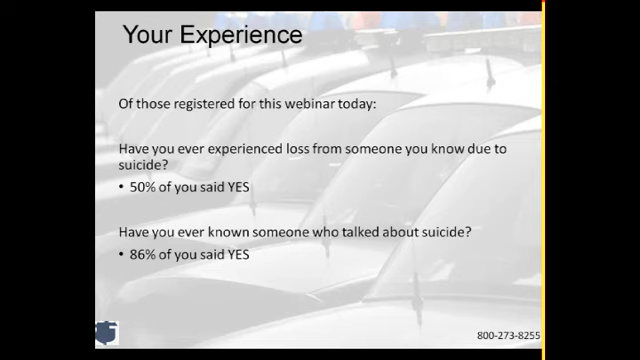 Your Experience
Of those registered for this webinar today:
Have you ever experienced loss from someone you know due to
suicide?
• 50% of you said YES
Have you ever known someone who talked about suicide?
• 86% of you said YES
800-273-8255